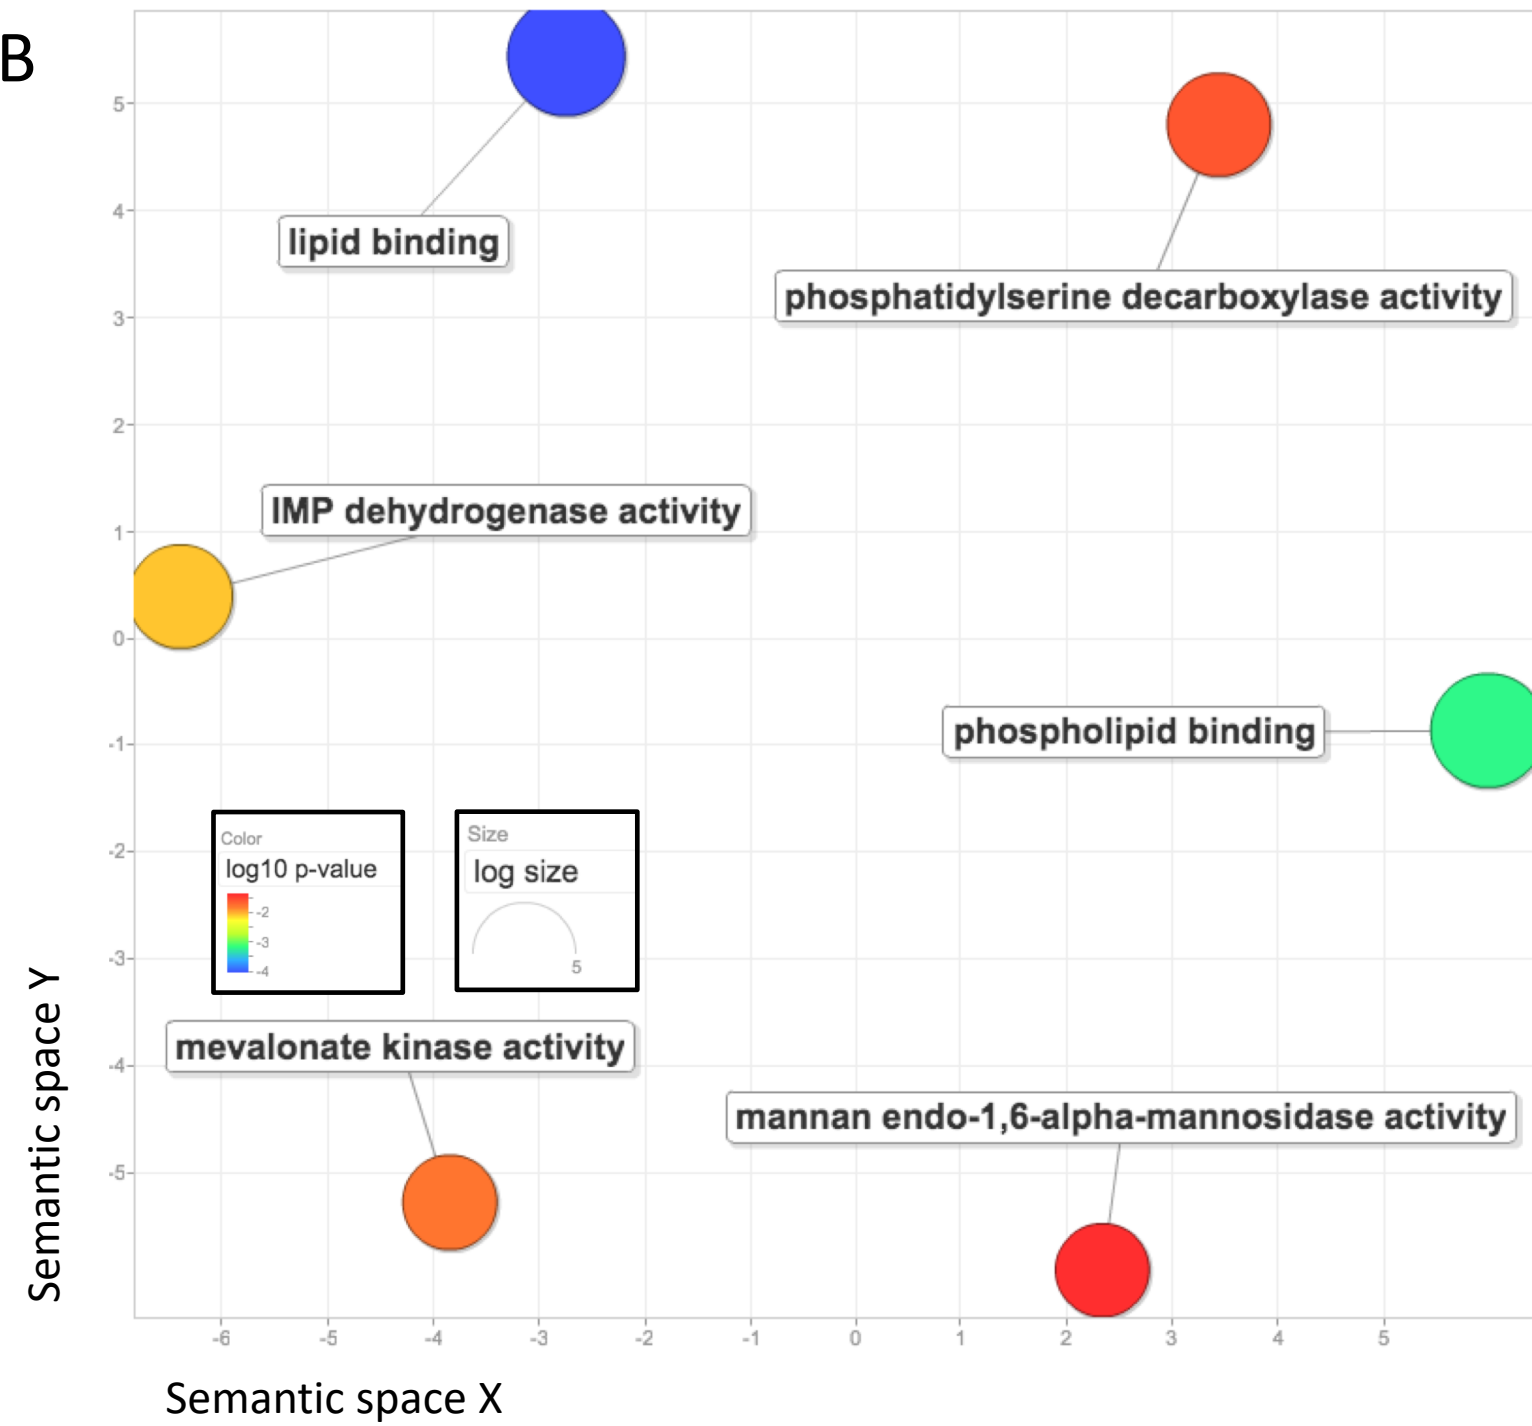 B
5
4
3
2
1
0
-1
-2
-3
-4
-5
lipid binding
phosphatidylserine decarboxylase activity
IMP dehydrogenase activity
phospholipid binding
Color
log10 p-value
-2
-3
-4
Size
log size
5
mevalonate kinase activity
mannan endo-1,6-alpha-mannosidase activity
Semantic space Y
-6
-5
-4
-3
-2
-1
0
1
2
3
4
5
Semantic space X